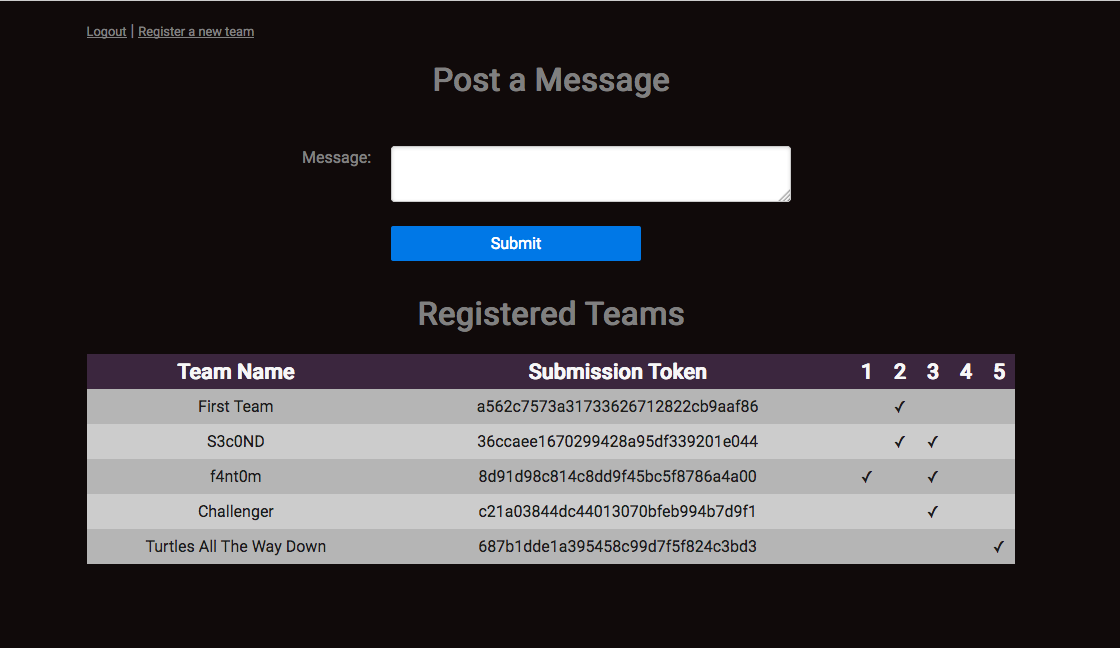 Logout | Register a new team
Post a Message
Message:
Submit
Registered Teams
Team Name Submission Token 1 2 3 4 5
First Team a562c7573a31733626712822cb9aaf86 ✓
S3c0ND 36ccaee1670299428a95df339201e044 ✓ ✓
f4nt0m 8d91d98c814c8dd9f45bc5f8786a4a00 ✓ ✓
Challenger c21a03844dc44013070bfeb994b7d9f1 ✓
Turtles All The Way Down 687b1dde1a395458c99d7f5f824c3bd3 ✓